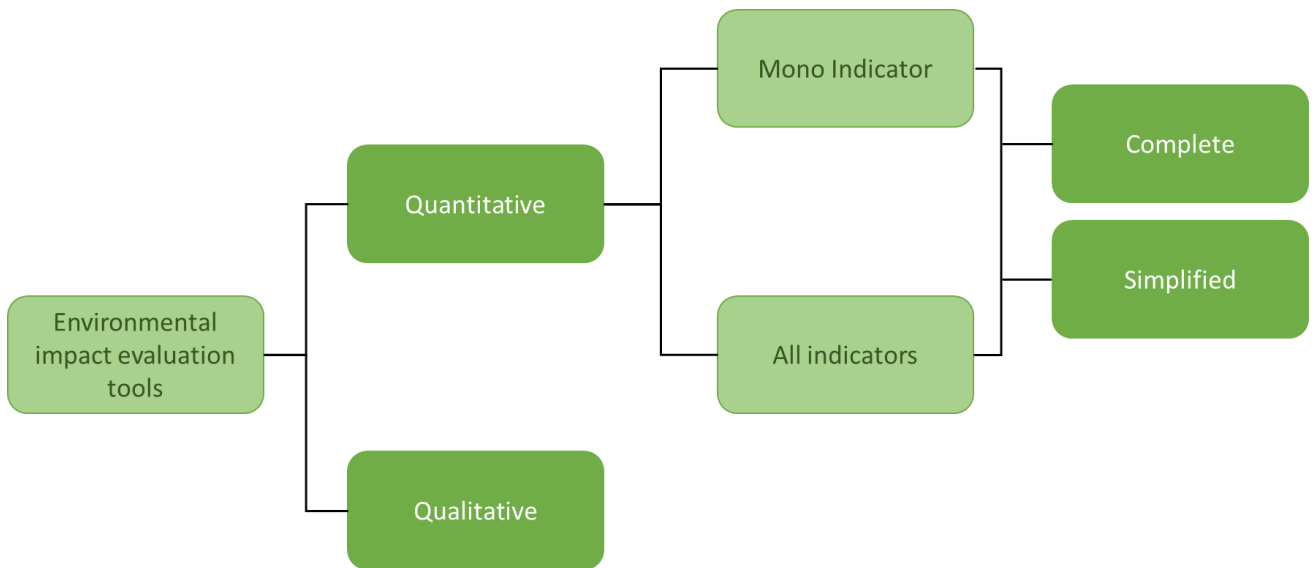 Mono Indicator
Complete
Quantitative
Simplified
Environmental
impact evaluation
tools
All indicators
Qualitative